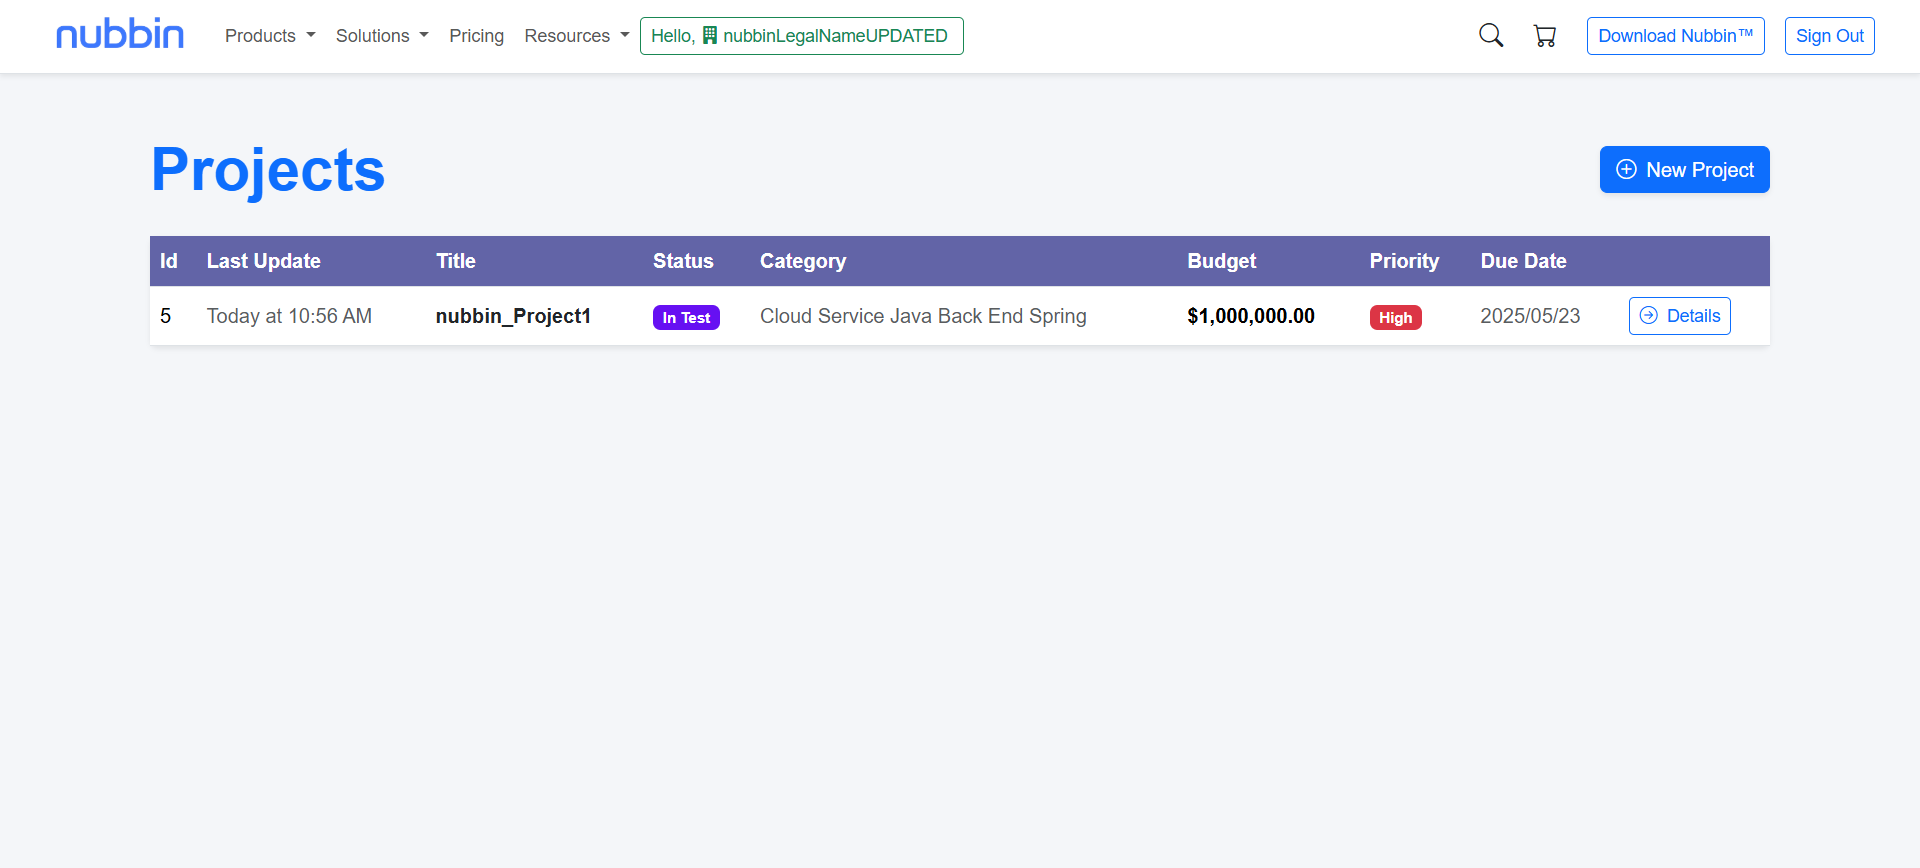 nubbin Products Solutions Pricing Resources Hello, nubbinLegalNameUPDATED Download Nubbin™ Sign Out
Projects New Project
Id Last Update Title Status Category Budget Priority Due Date
5 Today at 10:56 AM nubbin_Project1 In Test Cloud Service Java Back End Spring $1,000,000.00 High 2025/05/23 Details